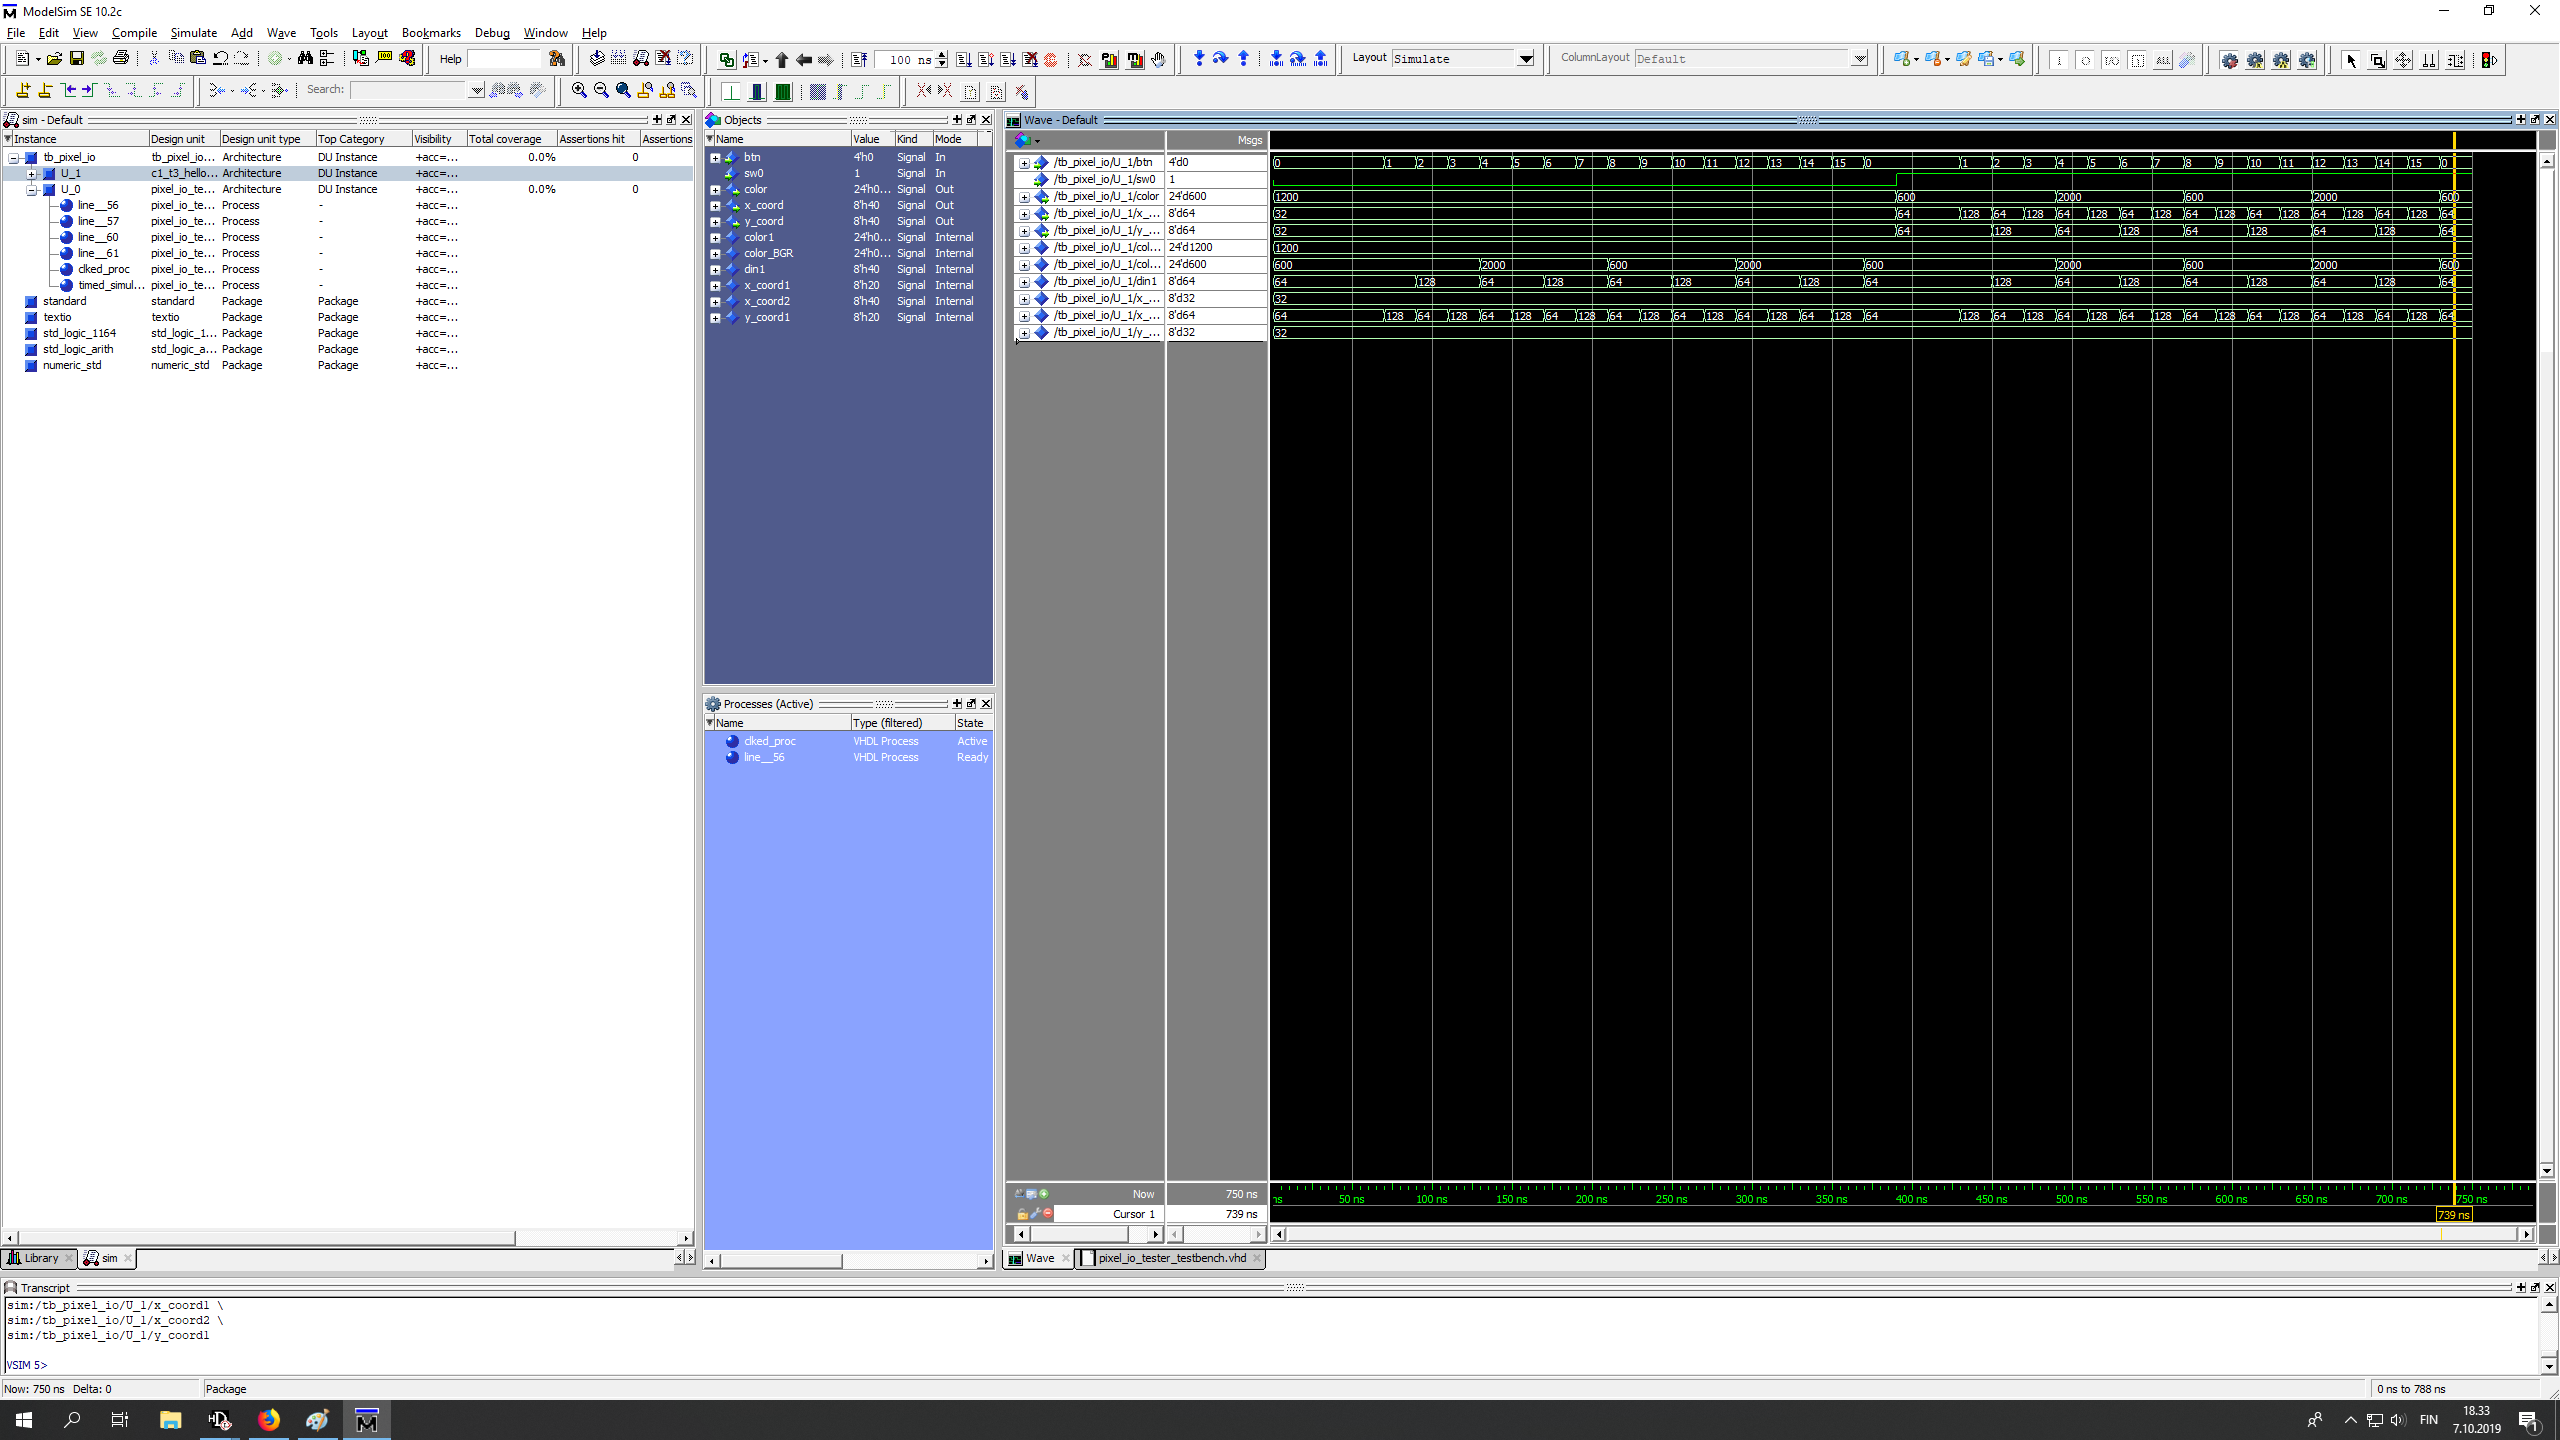 ModelSim SE 10.2c
File Edit View Compile Simulate Add Wave Tools Layout Bookmarks Debug Window Help
Help 100 ns Layout Simulate ColumnLayout Default
Search:
sim - Default
Instance Design unit Design unit type Top Category Visibility Total coverage Assertions hit Assertions
tb_pixel_io tb_pixel_io... Architecture DU Instance +acc=... 0.0% 0
U_1 c1_t3_hello... Architecture DU Instance +acc=...
U_0 pixel_io_te... Architecture DU Instance +acc=... 0.0% 0
line__56 pixel_io_te... Process - +acc=...
line__57 pixel_io_te... Process - +acc=...
line__60 pixel_io_te... Process - +acc=...
line__61 pixel_io_te... Process - +acc=...
clked_proc pixel_io_te... Process - +acc=...
timed_simul... pixel_io_te... Process - +acc=...
standard standard Package Package +acc=...
textio textio Package Package +acc=...
std_logic_1164 std_logic_1... Package Package +acc=...
std_logic_arith std_logic_a... Package Package +acc=...
numeric_std numeric_std Package Package +acc=...
Library sim
Objects
Name Value Kind Mode
btn 4'h0 Signal In
sw0 1 Signal In
color 24'h0... Signal Out
x_coord 8'h40 Signal Out
y_coord 8'h40 Signal Out
color1 24'h0... Signal Internal
color_BGR 24'h0... Signal Internal
din1 8'h40 Signal Internal
x_coord1 8'h20 Signal Internal
x_coord2 8'h40 Signal Internal
y_coord1 8'h20 Signal Internal
Processes (Active)
Name Type (filtered) State
clked_proc VHDL Process Active
line__56 VHDL Process Ready
Wave - Default
Msgs
/tb_pixel_io/U_1/btn 4'd0 0 1 2 3 4 5 6 7 8 9 10 11 12 13 14 15 0 1 2 3 4 5 6 7 8 9 10 11 12 13 14 15 0
/tb_pixel_io/U_1/sw0 1
/tb_pixel_io/U_1/color 24'd600 1200 600 2000 600 2000 600
/tb_pixel_io/U_1/x_... 8'd64 32 64 128 64 128 64 128 64 128 64 128 64 128 64 128 64 128 64
/tb_pixel_io/U_1/y_... 8'd64 32 64 128 64 128 64 128 64 128 64
/tb_pixel_io/U_1/col... 24'd1200 1200
/tb_pixel_io/U_1/col... 24'd600 600 2000 600 2000 600 2000 600 2000 600
/tb_pixel_io/U_1/din1 8'd64 64 128 64 128 64 128 64 128 64 128 64 128 64 128 64 128 64
/tb_pixel_io/U_1/x_... 8'd32 32
/tb_pixel_io/U_1/x_... 8'd64 64 128 64 128 64 128 64 128 64 128 64 128 64 128 64 128 64 128 64 128 64 128 64 128 64 128 64 128 64 128 64 128 64
/tb_pixel_io/U_1/y_... 8'd32 32
Now 750 ns ns 50 ns 100 ns 150 ns 200 ns 250 ns 300 ns 350 ns 400 ns 450 ns 500 ns 550 ns 600 ns 650 ns 700 ns 750 ns
Cursor 1 739 ns 739 ns
Wave pixel_io_tester_testbench.vhd
Transcript
sim:/tb_pixel_io/U_1/x_coord1 \
sim:/tb_pixel_io/U_1/x_coord2 \
sim:/tb_pixel_io/U_1/y_coord1
VSIM 5>
Now: 750 ns Delta: 0 Package 0 ns to 788 ns
FIN 18.33
7.10.2019
1